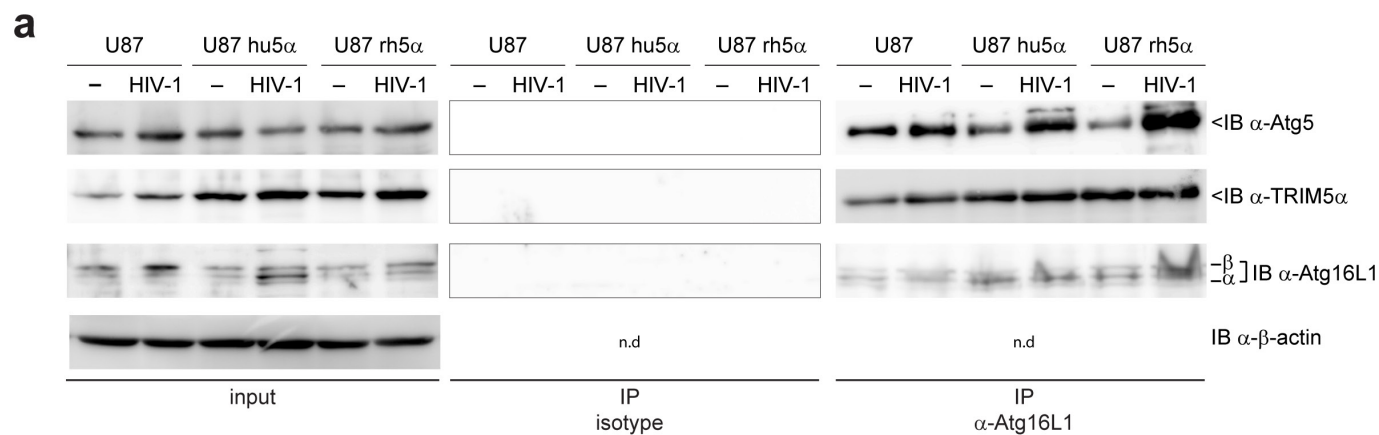 a
U87 U87 hu5α U87 rh5α U87 U87 hu5α U87 rh5α U87 U87 hu5α U87 rh5α
– HIV-1 – HIV-1 – HIV-1 – HIV-1 – HIV-1 – HIV-1 – HIV-1 – HIV-1 – HIV-1
<IB α-Atg5
<IB α-TRIM5α
–β
–α
IB α-Atg16L1
n.d n.d IB α-β-actin
input IP IP
isotype α-Atg16L1